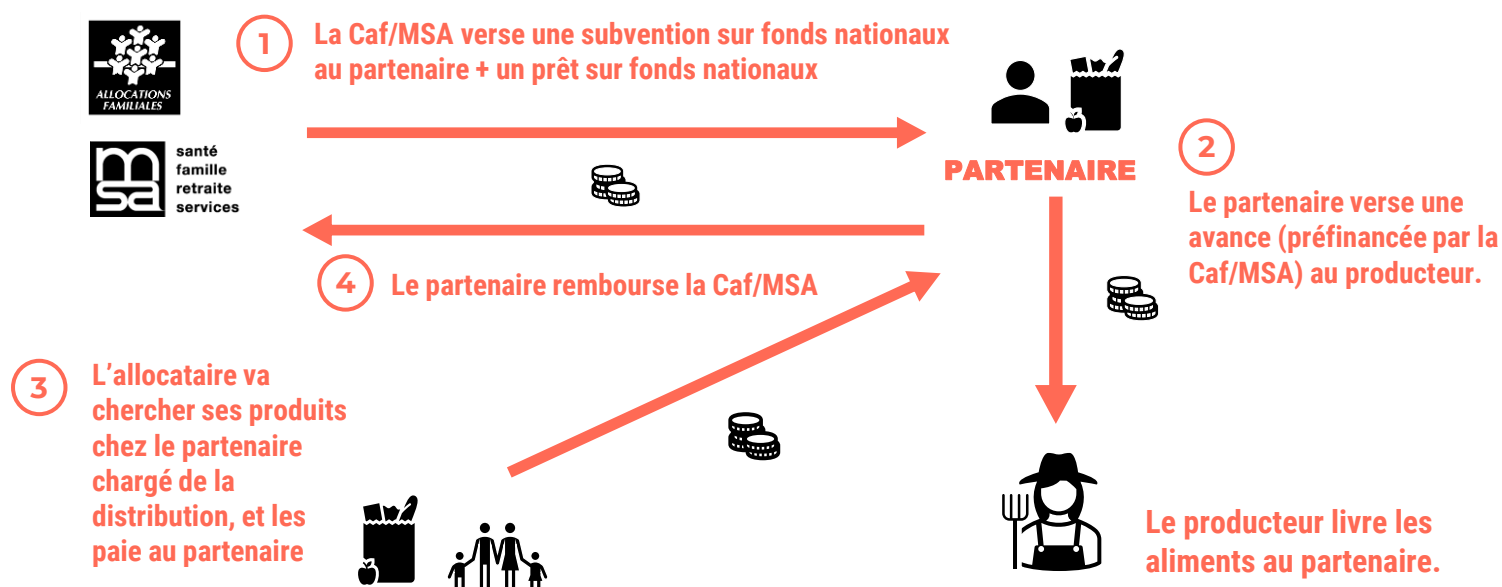 ALLOCATIONS
FAMILIALES
1
La Caf/MSA verse une subvention sur fonds nationaux
au partenaire + un prêt sur fonds nationaux
msa
santé
famille
retraite
services
PARTENAIRE
2
Le partenaire verse une
avance (préfinancée par la
Caf/MSA) au producteur.
4
Le partenaire rembourse la Caf/MSA
3
L’allocataire va
chercher ses produits
chez le partenaire
chargé de la
distribution, et les
paie au partenaire
Le producteur livre les
aliments au partenaire.